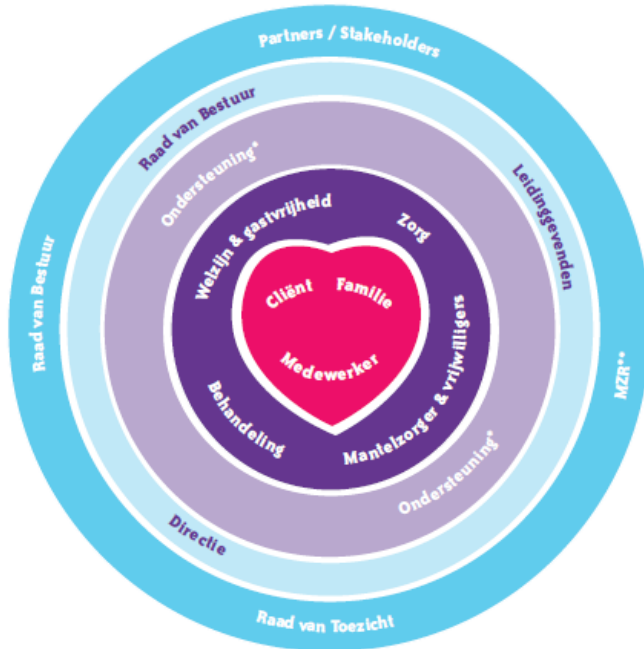 Partners / Stakeholders
Raad van Bestuur
Ondersteuning*
Leidinggevenden
Welzijn & gastvrijheid
Zorg
Raad van Bestuur
Cliënt
Familie
Medewerker
MZR**
Behandeling
Mantelzorger & vrijwilligers
Ondersteuning*
Directie
Raad van Toezicht